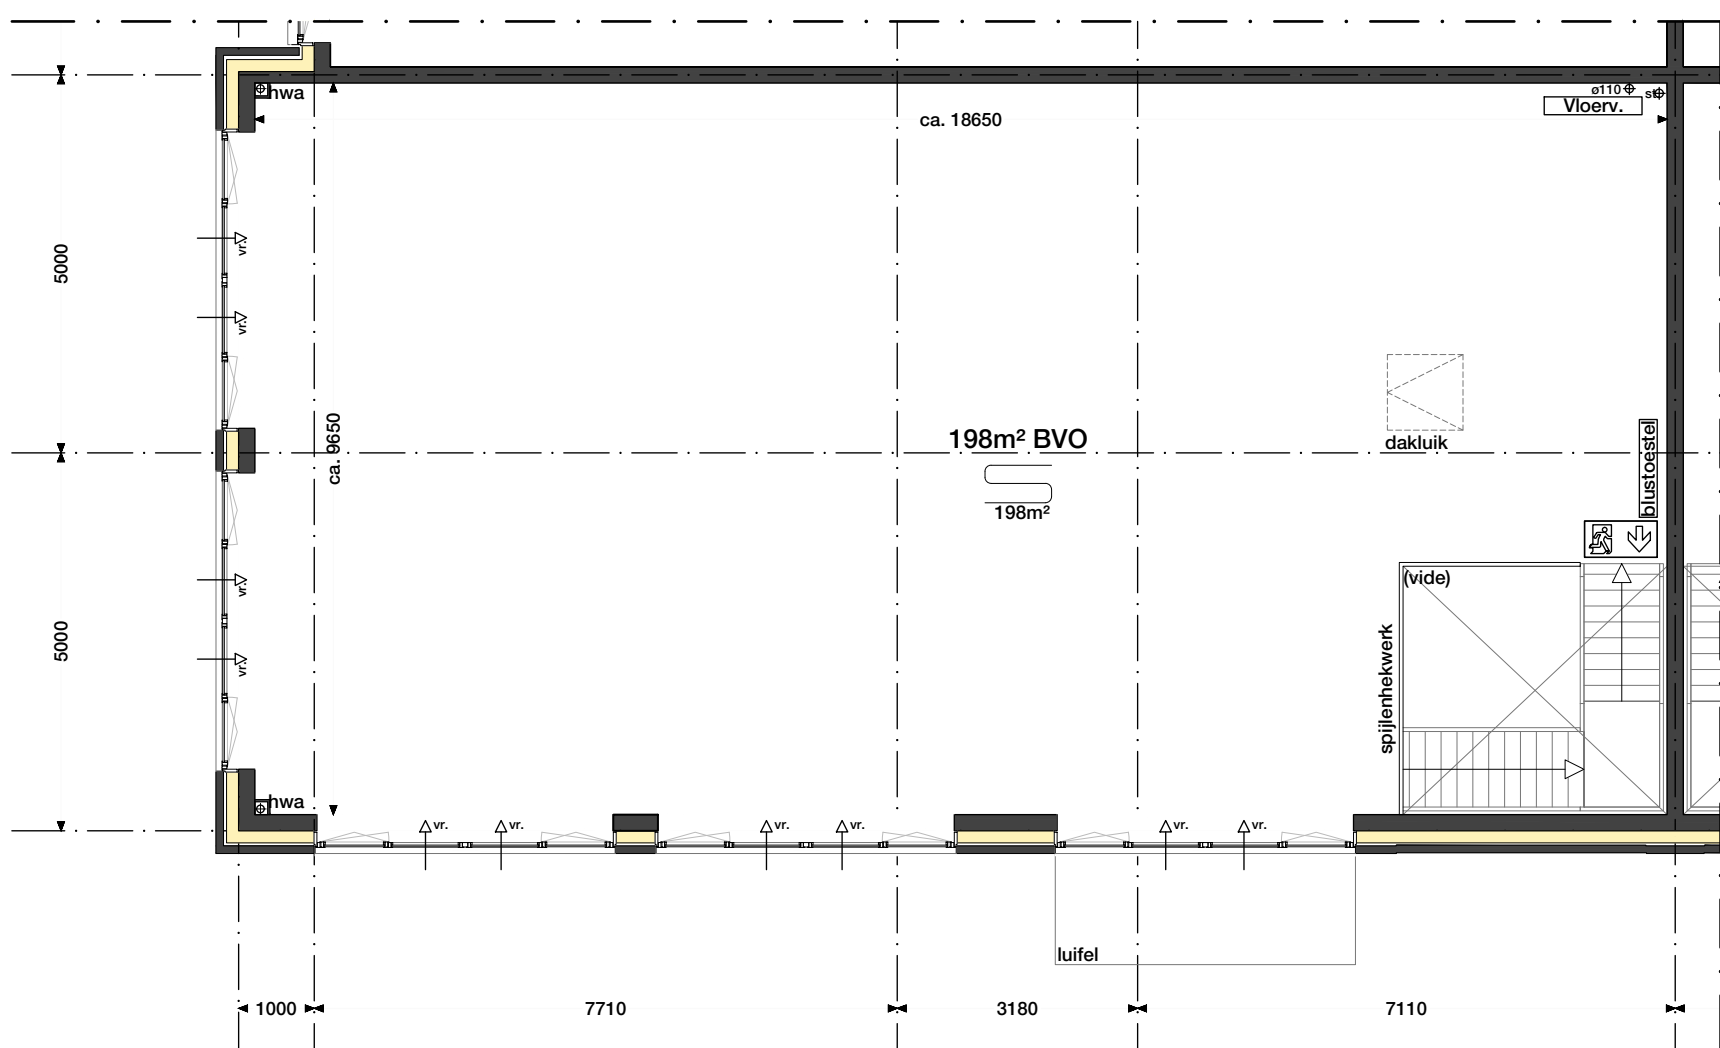 hwa
ø110
st
Vloerv.
ca. 18650
vr.
5000
vr.
ca. 9650
198m² BVO
dakluik
blustoestel
198m²
(vide)
vr.
5000
spijlenhekwerk
vr.
hwa
vr.
vr.
vr.
vr.
vr.
vr.
luifel
1000
7710
3180
7110